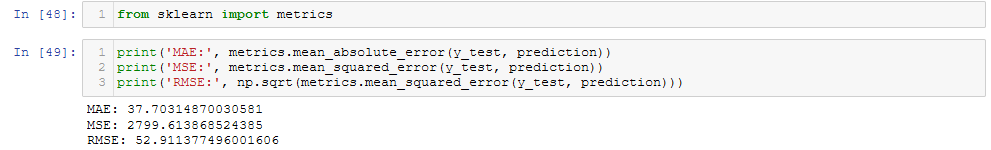 In [48]: 1 from sklearn import metrics
In [49]: 1 print('MAE:', metrics.mean_absolute_error(y_test, prediction))
2 print('MSE:', metrics.mean_squared_error(y_test, prediction))
3 print('RMSE:', np.sqrt(metrics.mean_squared_error(y_test, prediction)))
MAE: 37.70314870030581
MSE: 2799.613868524385
RMSE: 52.911377496001606